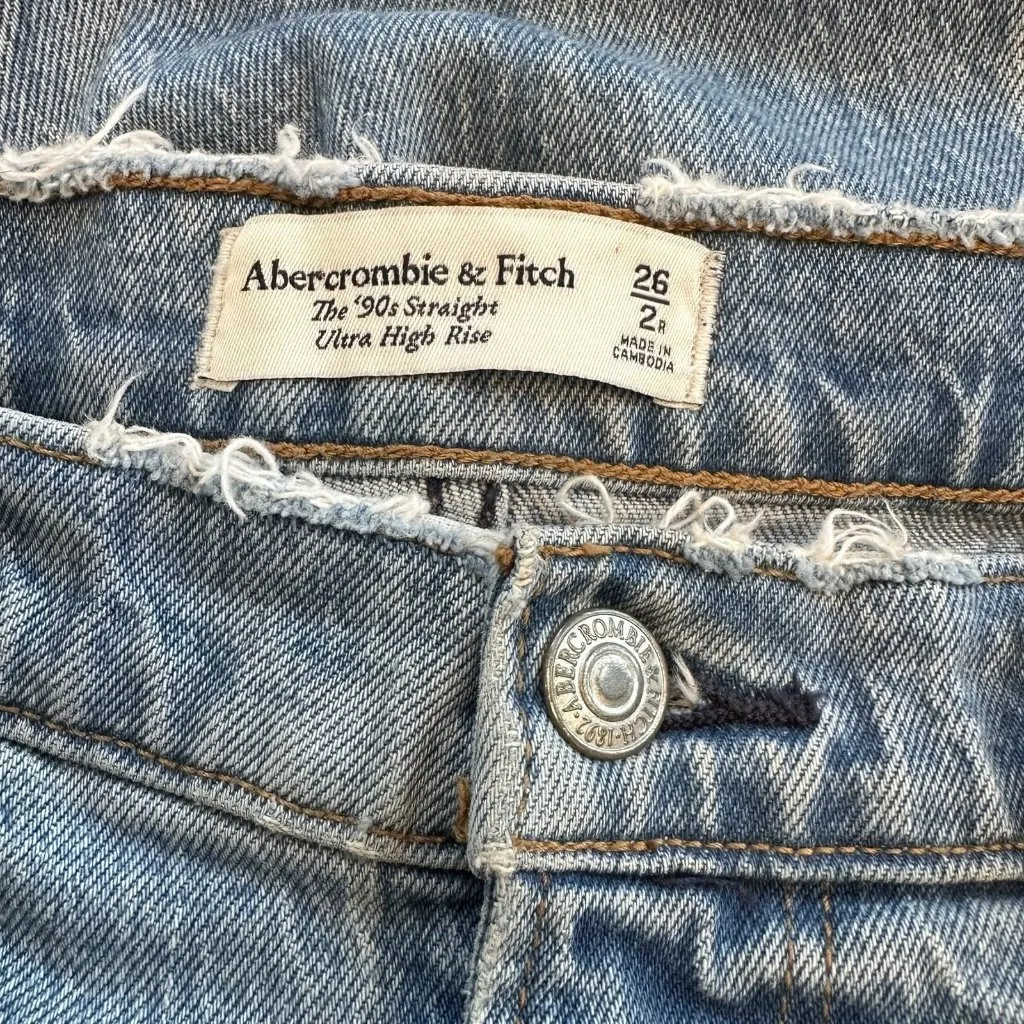 Abercrombie & Fitch
The '90s Straight
Ultra High Rise
26
2R
MADE IN
CAMBODIA
ABERCROMBIE & FITCH · 1892 ·